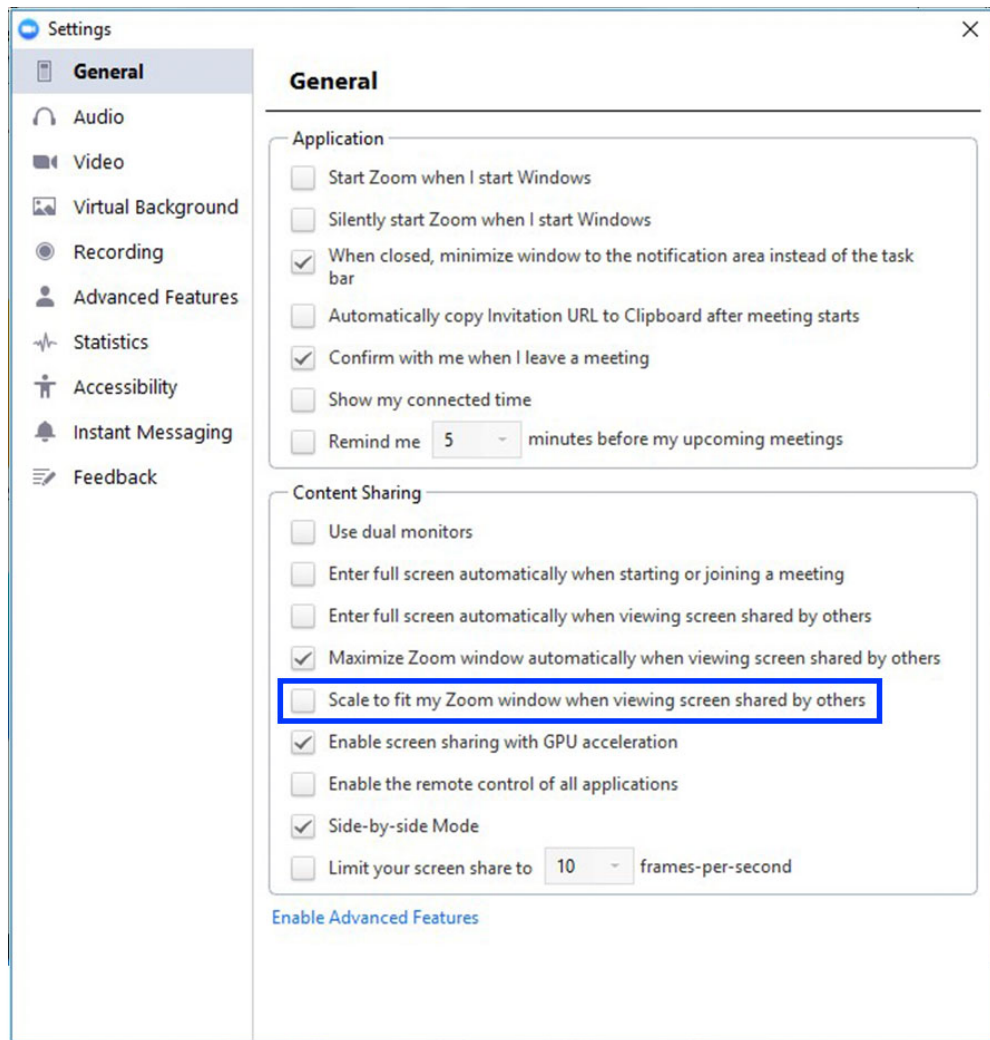 Settings
General
Audio
Video
Virtual Background
Recording
Advanced Features
Statistics
Accessibility
Instant Messaging
Feedback
General
Application
Start Zoom when I start Windows
Silently start Zoom when I start Windows
When closed, minimize window to the notification area instead of the task
bar
Automatically copy Invitation URL to Clipboard after meeting starts
Confirm with me when I leave a meeting
Show my connected time
Remind me 5 minutes before my upcoming meetings
Content Sharing
Use dual monitors
Enter full screen automatically when starting or joining a meeting
Enter full screen automatically when viewing screen shared by others
Maximize Zoom window automatically when viewing screen shared by others
Scale to fit my Zoom window when viewing screen shared by others
Enable screen sharing with GPU acceleration
Enable the remote control of all applications
Side-by-side Mode
Limit your screen share to 10 frames-per-second
Enable Advanced Features